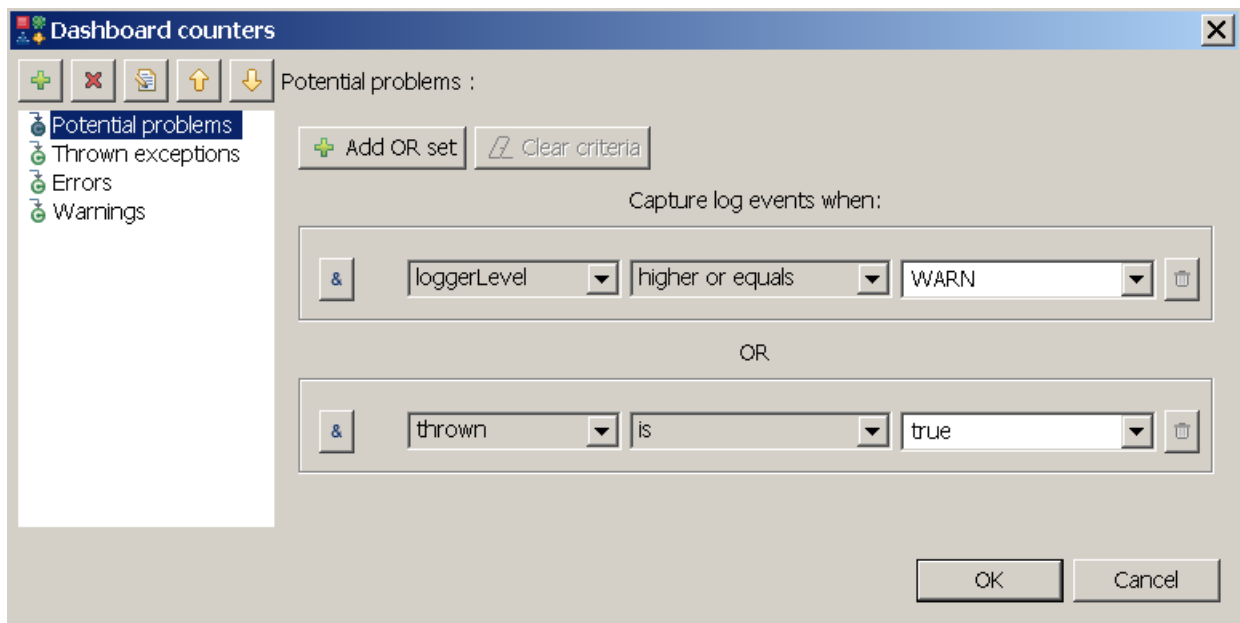 Dashboard counters
Potential problems :
Potential problems
Thrown exceptions
Errors
Warnings
Add OR set Clear criteria
Capture log events when:
& loggerLevel higher or equals WARN
OR
& thrown is true
OK Cancel